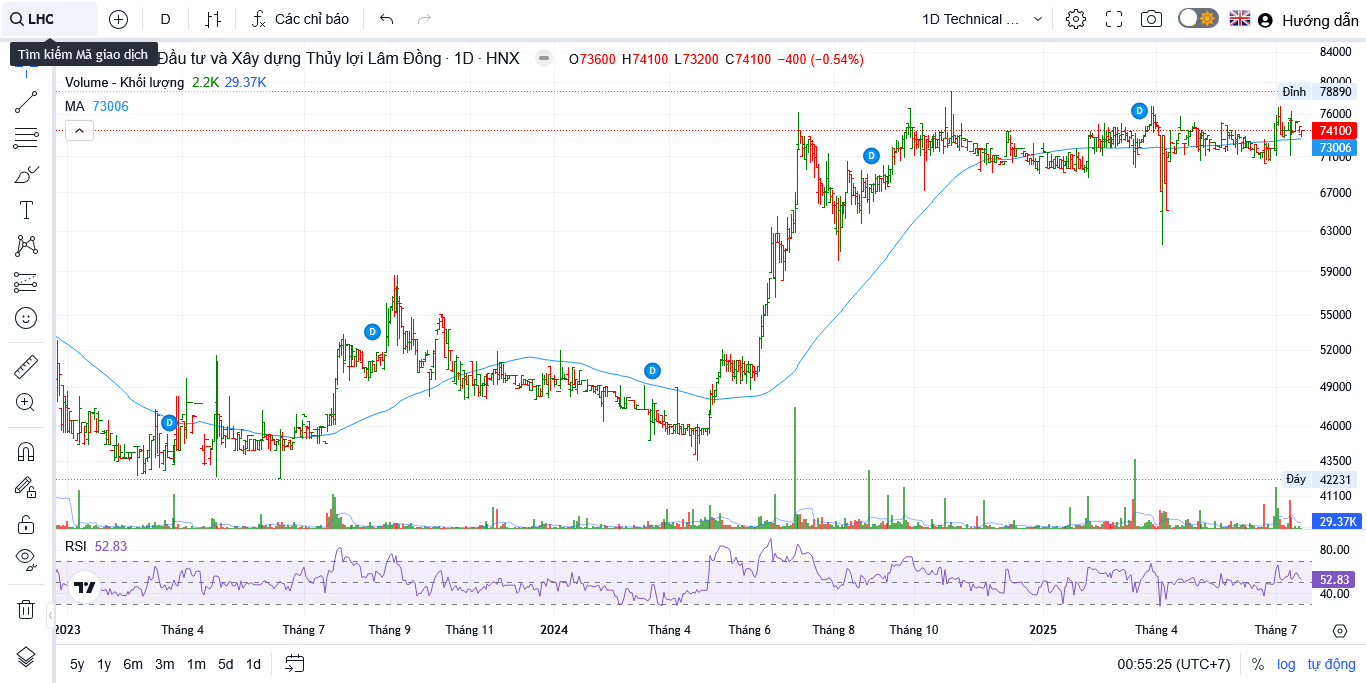 LHC
D
Các chỉ báo
1D Technical ...
Hướng dẫn
Tìm kiếm Mã giao dịch
Đầu tư và Xây dựng Thủy lợi Lâm Đồng · 1D · HNX
O73600 H74100 L73200 C74100 −400 (−0.54%)
Volume - Khối lượng 2.2K 29.37K
MA 73006
84000
80000
Đỉnh 78890
76000
74100
73006
71000
67000
63000
59000
55000
52000
49000
46000
43500
Đáy 42231
41100
29.37K
D
D
D
D
D
RSI 52.83
80.00
52.83
40.00
2023 Tháng 4 Tháng 7 Tháng 9 Tháng 11 2024 Tháng 4 Tháng 6 Tháng 8 Tháng 10 2025 Tháng 4 Tháng 7
5y 1y 6m 3m 1m 5d 1d
00:55:25 (UTC+7) % log tự động